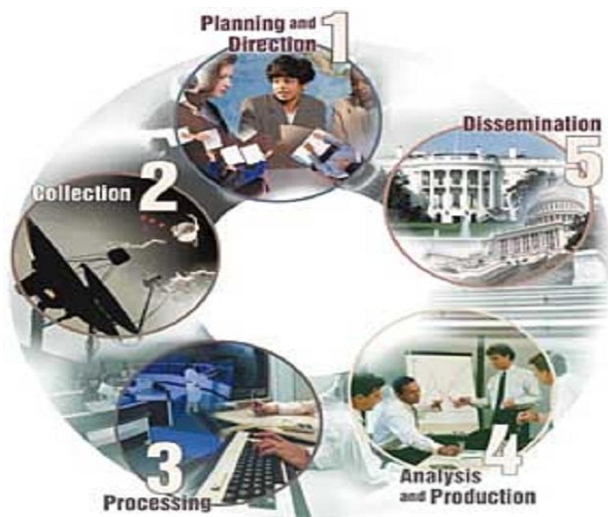 Planning and
Direction
1
Collection
2
3
Processing
4
Analysis
and Production
Dissemination
5